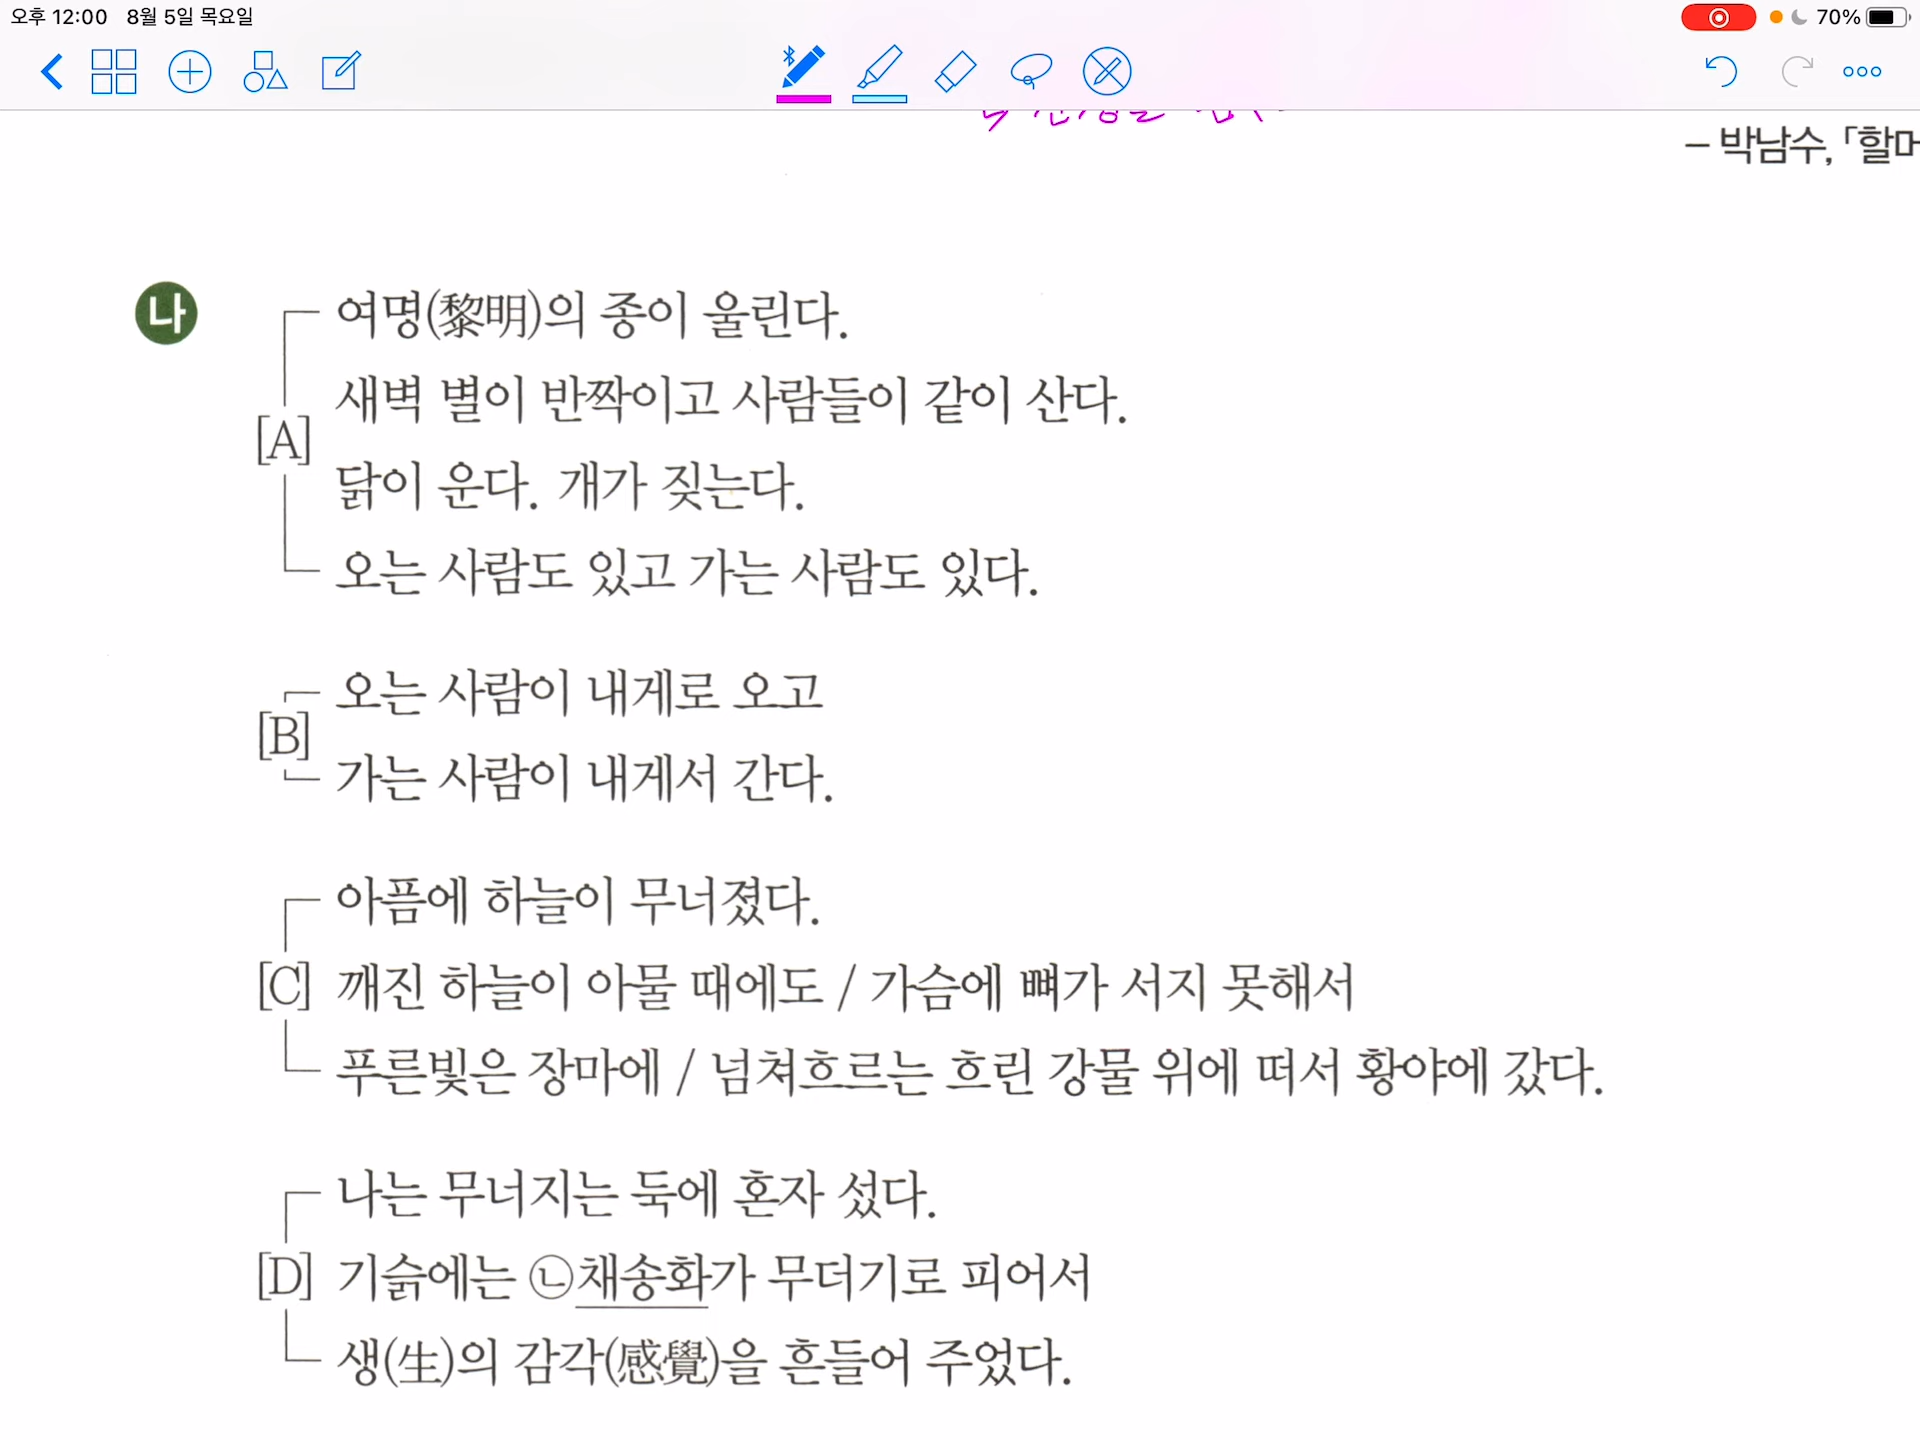 오후 12:00 8월 5일 목요일
70%
– 박남수, 「할머
나
여명(黎明)의 종이 울린다.
새벽 별이 반짝이고 사람들이 같이 산다.
[A]
닭이 운다. 개가 짖는다.
오는 사람도 있고 가는 사람도 있다.
오는 사람이 내게로 오고
[B]
가는 사람이 내게서 간다.
아픔에 하늘이 무너졌다.
[C] 깨진 하늘이 아물 때에도 / 가슴에 뼈가 서지 못해서
푸른빛은 장마에 / 넘쳐흐르는 흐린 강물 위에 떠서 황야에 갔다.
나는 무너지는 둑에 혼자 섰다.
[D] 기슭에는 ㉡채송화가 무더기로 피어서
생(生)의 감각(感覺)을 흔들어 주었다.